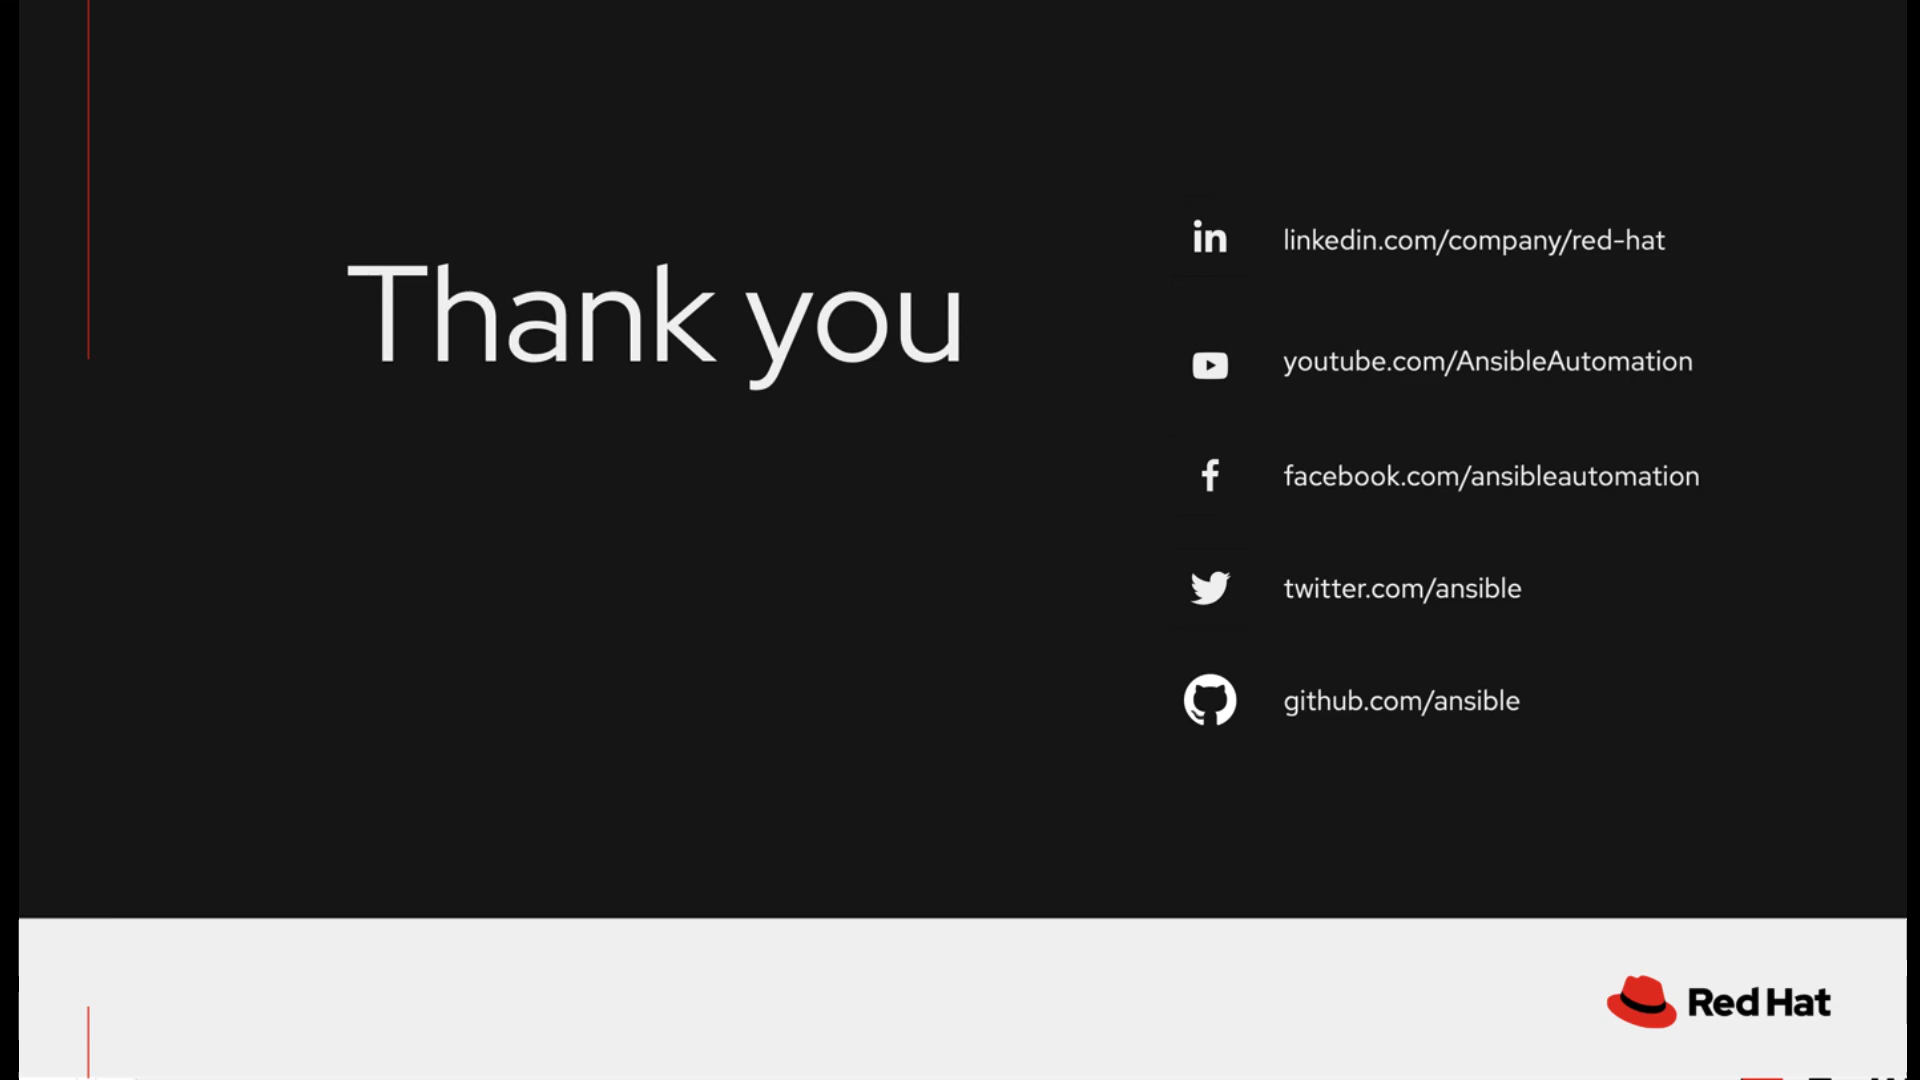 Thank you
linkedin.com/company/red-hat
youtube.com/AnsibleAutomation
facebook.com/ansibleautomation
twitter.com/ansible
github.com/ansible
Red Hat